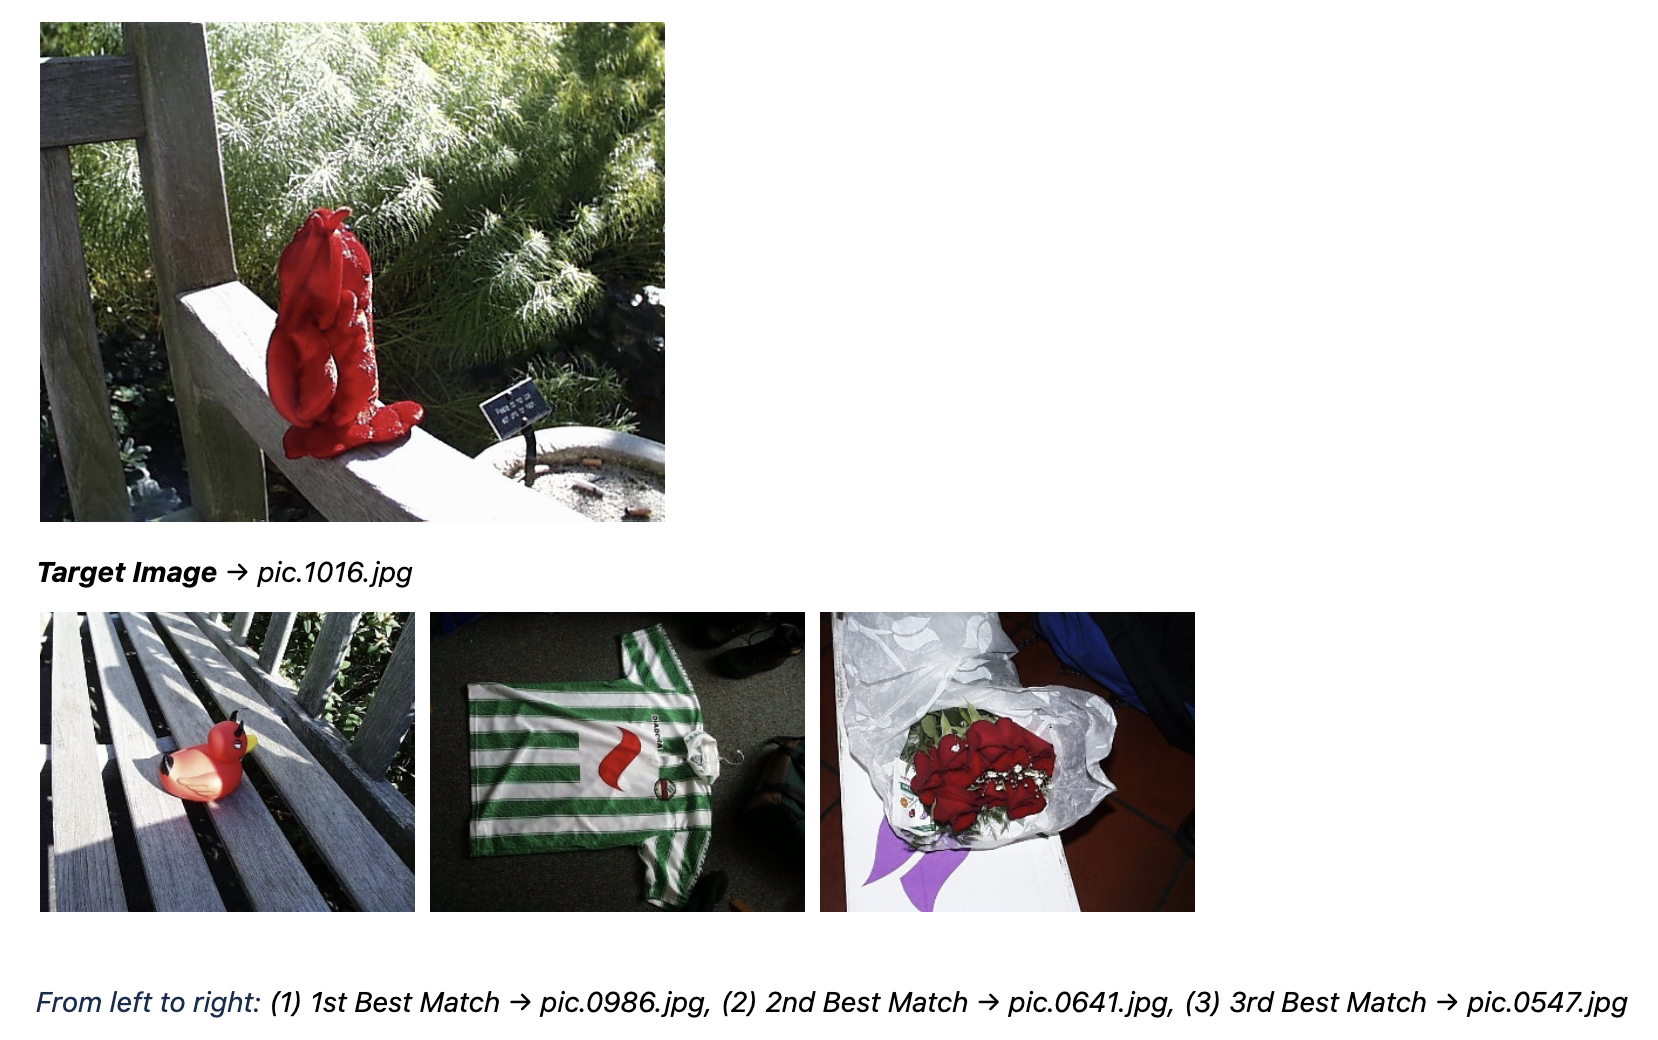 Target Image → pic.1016.jpg
DIADORA
From left to right: (1) 1st Best Match → pic.0986.jpg, (2) 2nd Best Match → pic.0641.jpg, (3) 3rd Best Match → pic.0547.jpg